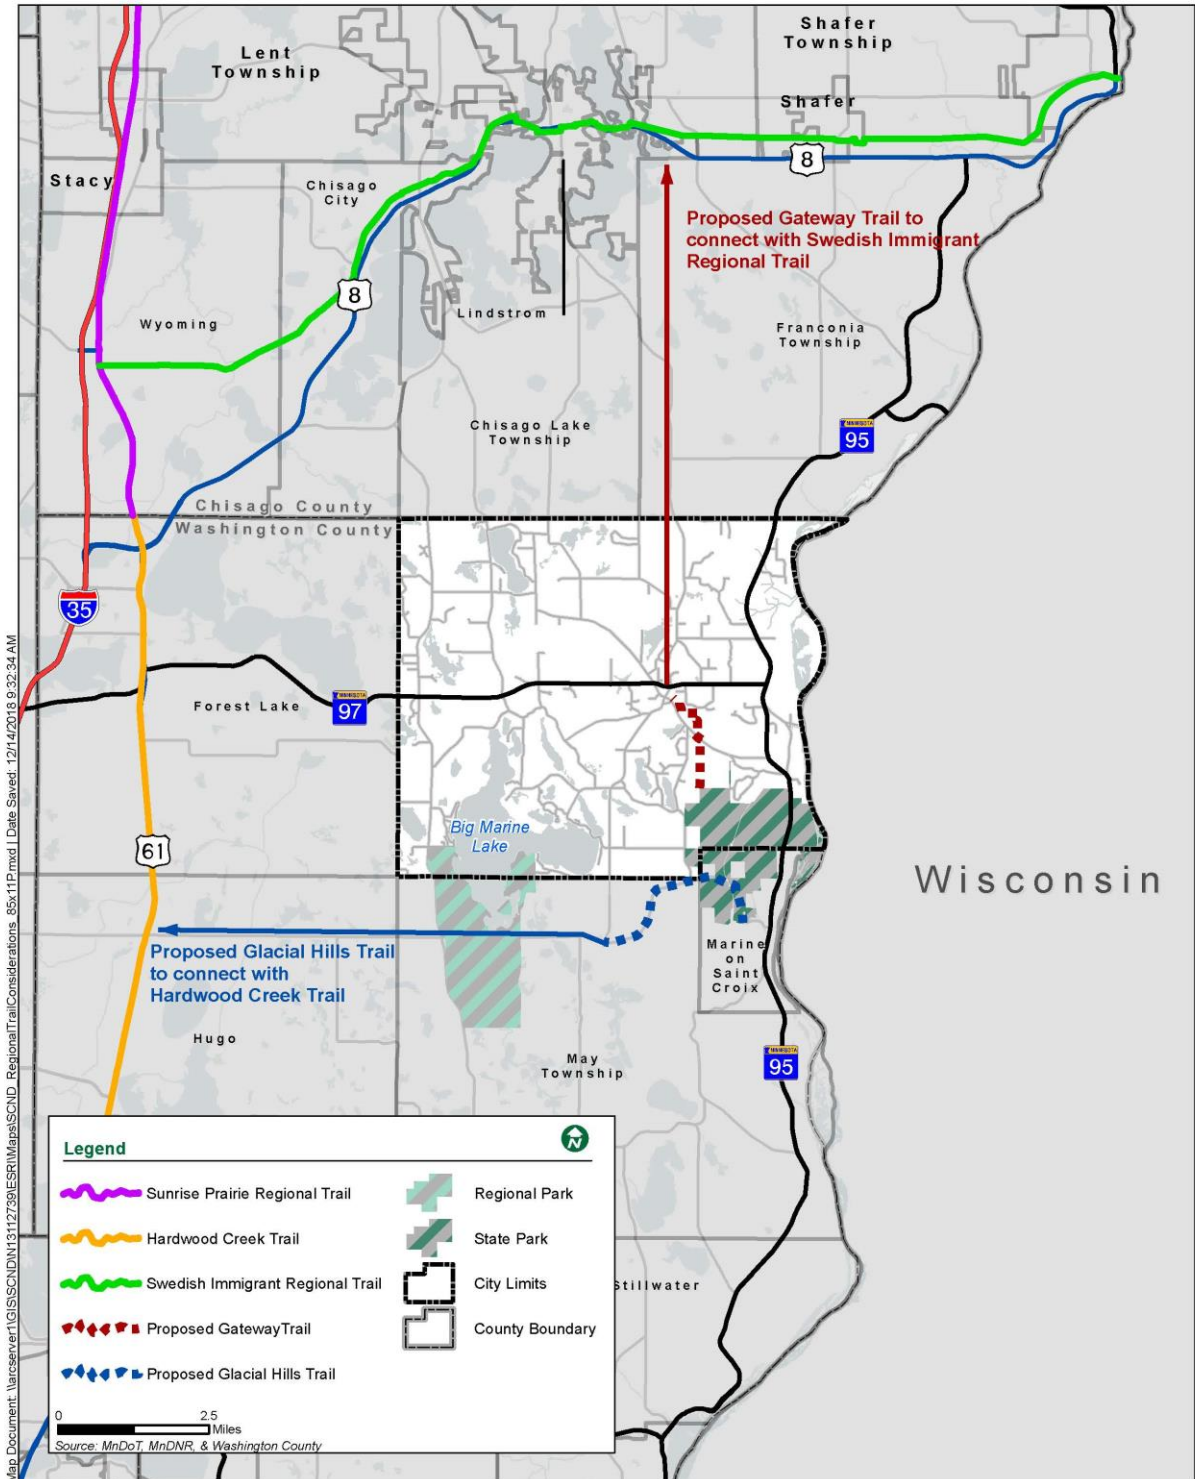 Lent
Township
Shafer
Township
Shafer
Stacy
8
Chisago
City
Proposed Gateway Trail to
connect with Swedish Immigrant
Regional Trail
8
Lindstrom
Wyoming
Franconia
Township
Chisago Lake
Township
MINNESOTA
95
Chisago County
Washington County
35
MINNESOTA
97
Forest Lake
Big Marine
Lake
61
Wisconsin
Proposed Glacial Hills Trail
to connect with
Hardwood Creek Trail
Marine
on
Saint
Croix
Hugo
May
Township
MINNESOTA
95
Stillwater
Legend
N
Sunrise Prairie Regional Trail
Hardwood Creek Trail
Swedish Immigrant Regional Trail
Proposed GatewayTrail
Proposed Glacial Hills Trail
Regional Park
State Park
City Limits
County Boundary
0 2.5
Miles
Source: MnDoT, MnDNR, & Washington County
Map Document: \\arcserver1\GIS\SCND\N13112739\ESRI\Maps\SCND_RegionalTrailConsiderations_85x11P.mxd | Date Saved: 12/14/2018 9:32:34 AM